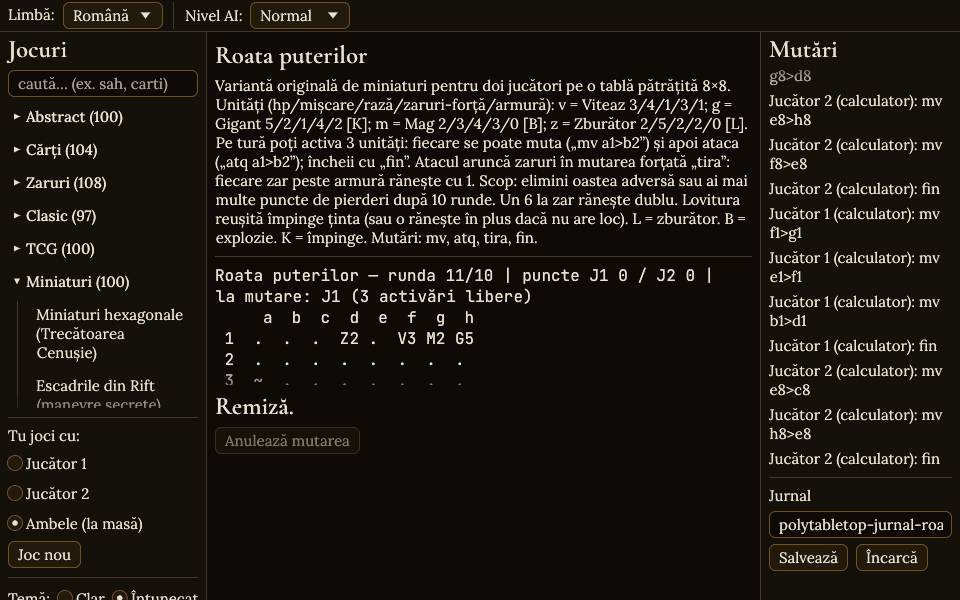 Limbă:
Română
Nivel AI:
Normal
Jocuri
caută... (ex. sah, carti)
Abstract (100)
Cărți (104)
Zaruri (108)
Clasic (97)
TCG (100)
Miniaturi (100)
Miniaturi hexagonale
(Trecătoarea
Cenușie)
Escadrile din Rift
(manevre secrete)
Tu joci cu:
Jucător 1
Jucător 2
Ambele (la masă)
Joc nou
Temă:
Clar
Întunecat
Roata puterilor
Variantă originală de miniaturi pentru doi jucători pe o tablă pătrățită 8×8.
Unități (hp/mișcare/rază/zaruri-forță/armură): v = Viteaz 3/4/1/3/1; g =
Gigant 5/2/1/4/2 [K]; m = Mag 2/3/4/3/0 [B]; z = Zburător 2/5/2/2/0 [L].
Pe tură poți activa 3 unități: fiecare se poate muta („mv a1>b2”) și apoi ataca
(„atq a1>b2”); închei cu „fin”. Atacul aruncă zaruri în mutarea forțată „tira”:
fiecare zar peste armură rănește cu 1. Scop: elimini oastea adversă sau ai mai
multe puncte de pierderi după 10 runde. Un 6 la zar rănește dublu. Lovitura
reușită împinge ținta (sau o rănește în plus dacă nu are loc). L = zburător. B =
explozie. K = împinge. Mutări: mv, atq, tira, fin.
Roata puterilor — runda 11/10 | puncte J1 0 / J2 0 |
la mutare: J1 (3 activări libere)
a b c d e f g h
1 . . . Z2 . V3 M2 G5
2 . . . . . . . .
3 ~ . . . . . . .
Remiză.
Anulează mutarea
Mutări
g8>d8
Jucător 2 (calculator): mv
e8>h8
Jucător 2 (calculator): mv
f8>e8
Jucător 2 (calculator): fin
Jucător 1 (calculator): mv
f1>g1
Jucător 1 (calculator): mv
e1>f1
Jucător 1 (calculator): mv
b1>d1
Jucător 1 (calculator): fin
Jucător 2 (calculator): mv
e8>c8
Jucător 2 (calculator): mv
h8>e8
Jucător 2 (calculator): fin
Jurnal
polytabletop-jurnal-roa
Salvează
Încarcă